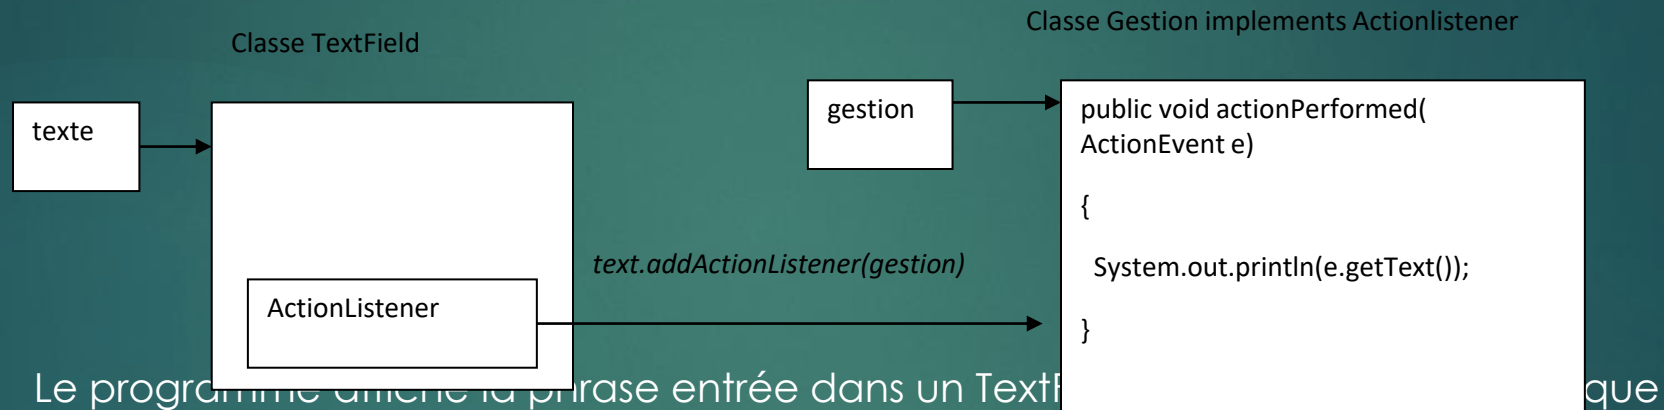 Classe Gestion implements Actionlistener
Classe TextField
texte
gestion
public void actionPerformed(
ActionEvent e)
{
System.out.println(e.getText());
}
text.addActionListener(gestion)
ActionListener
Le programme affiche la phrase entrée dans un TextF que